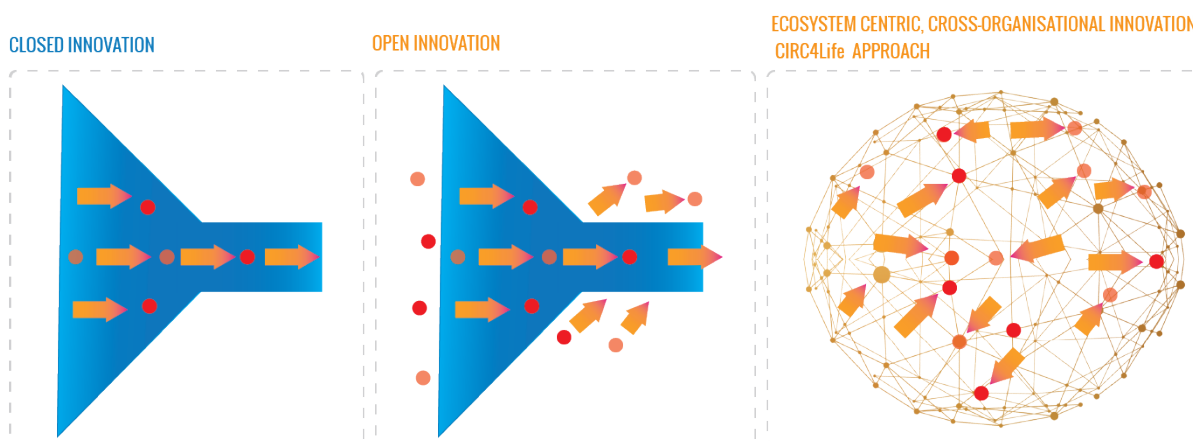 CLOSED INNOVATION
OPEN INNOVATION
ECOSYSTEM CENTRIC, CROSS-ORGANISATIONAL INNOVATION
CIRC4Life APPROACH